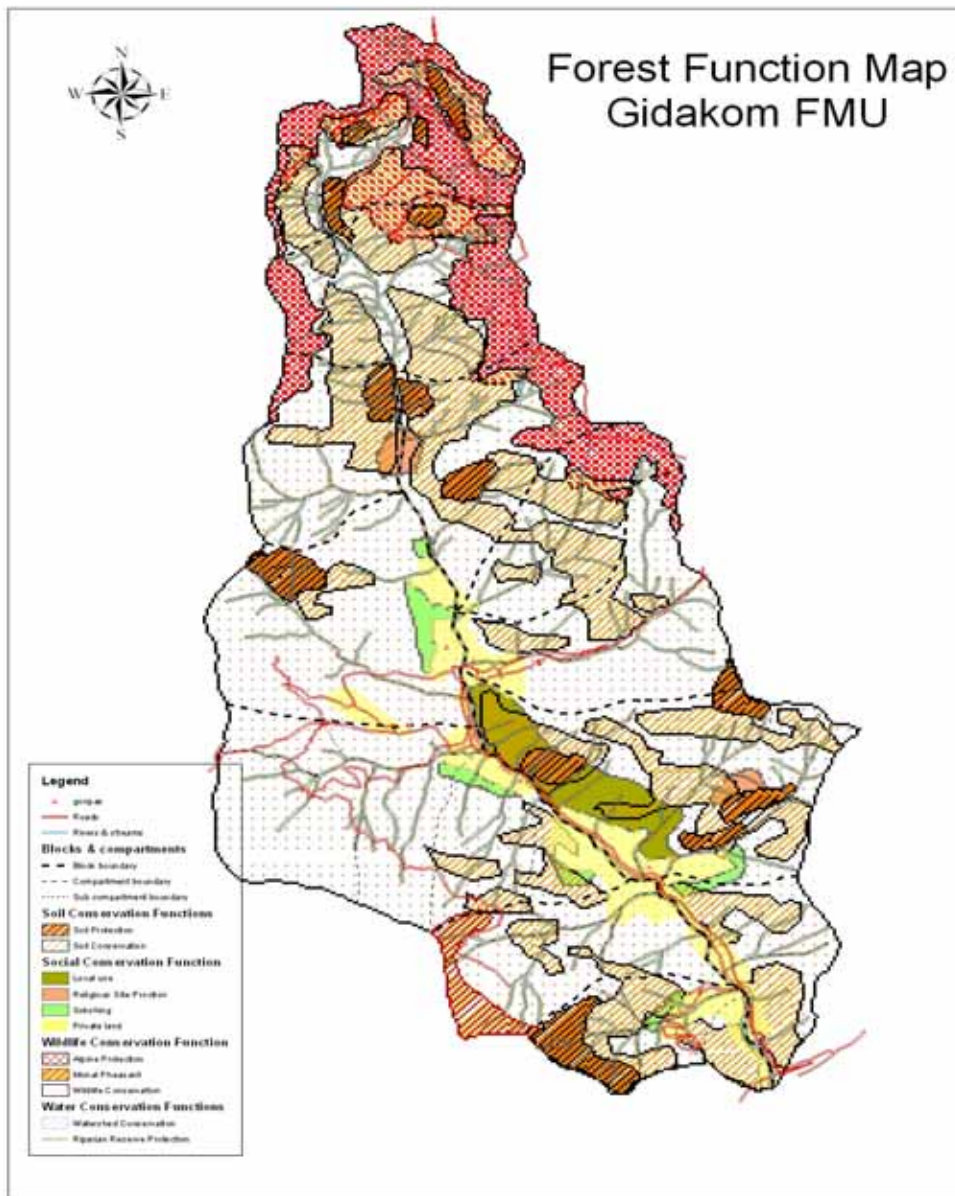 Forest Function Map
Gidakom FMU
N
W E
S
Legend
Roads
Rivers & streams
Blocks & compartments
Block boundary
Compartment boundary
Sub compartment boundary
Soil Conservation Functions
Soil Protection
Soil Conservation
Social Conservation Function
Local use
Religious Site
Private land
Wildlife Conservation Function
Alpine Protection
Monal Pheasant
Wildlife Conservation
Water Conservation Functions
Watershed Conservation
Riparian Reserve Protection